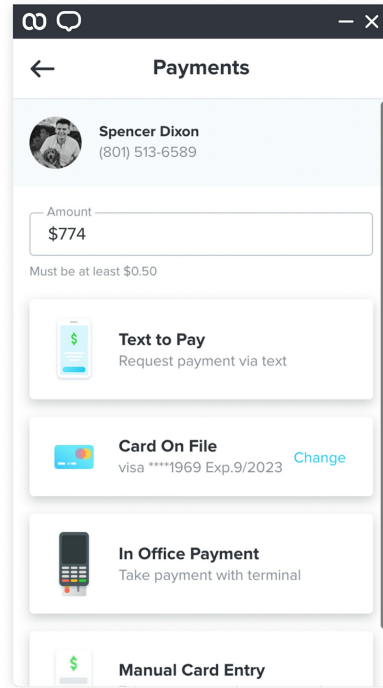 Payments
Spencer Dixon
(801) 513-6589
Amount
$774
Must be at least $0.50
$
Text to Pay
Request payment via text
Card On File
visa ****1969 Exp.9/2023
Change
In Office Payment
Take payment with terminal
$
Manual Card Entry